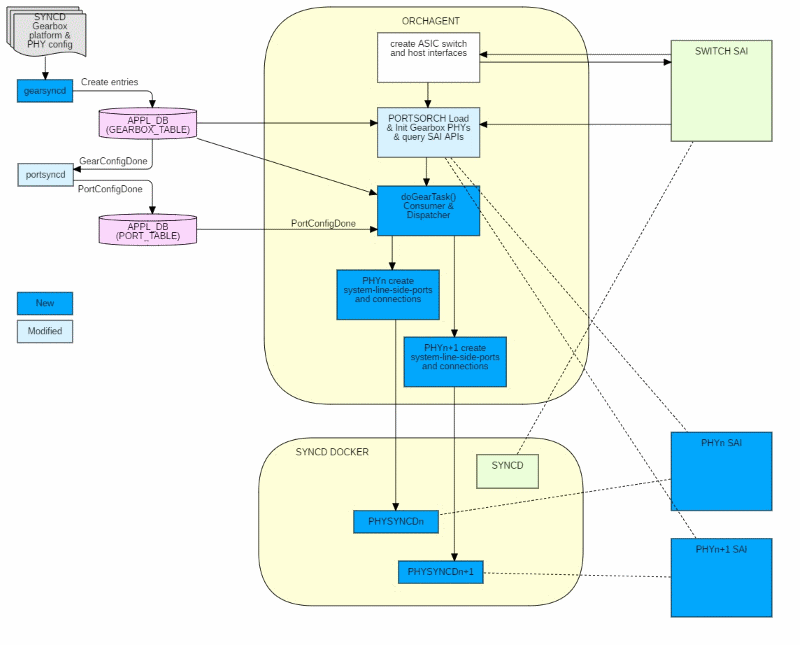 SYNCD
Gearbox
platform &
PHY config
gearsyncd
Create entries
APPL_DB
(GEARBOX_TABLE)
GearConfigDone
portsyncd
PortConfigDone
APPL_DB
(PORT_TABLE)
New
Modified
ORCHAGENT
create ASIC switch
and host interfaces
PORTSORCH Load
& Init Gearbox PHYs
& query SAI APIs
doGearTask()
Consumer &
Dispatcher
PortConfigDone
PHYn create
system-line-side-ports
and connections
PHYn+1 create
system-line-side-ports
and connections
SWITCH SAI
SYNCD DOCKER
SYNCD
PHYSYNCDn
PHYSYNCDn+1
PHYn SAI
PHYn+1 SAI